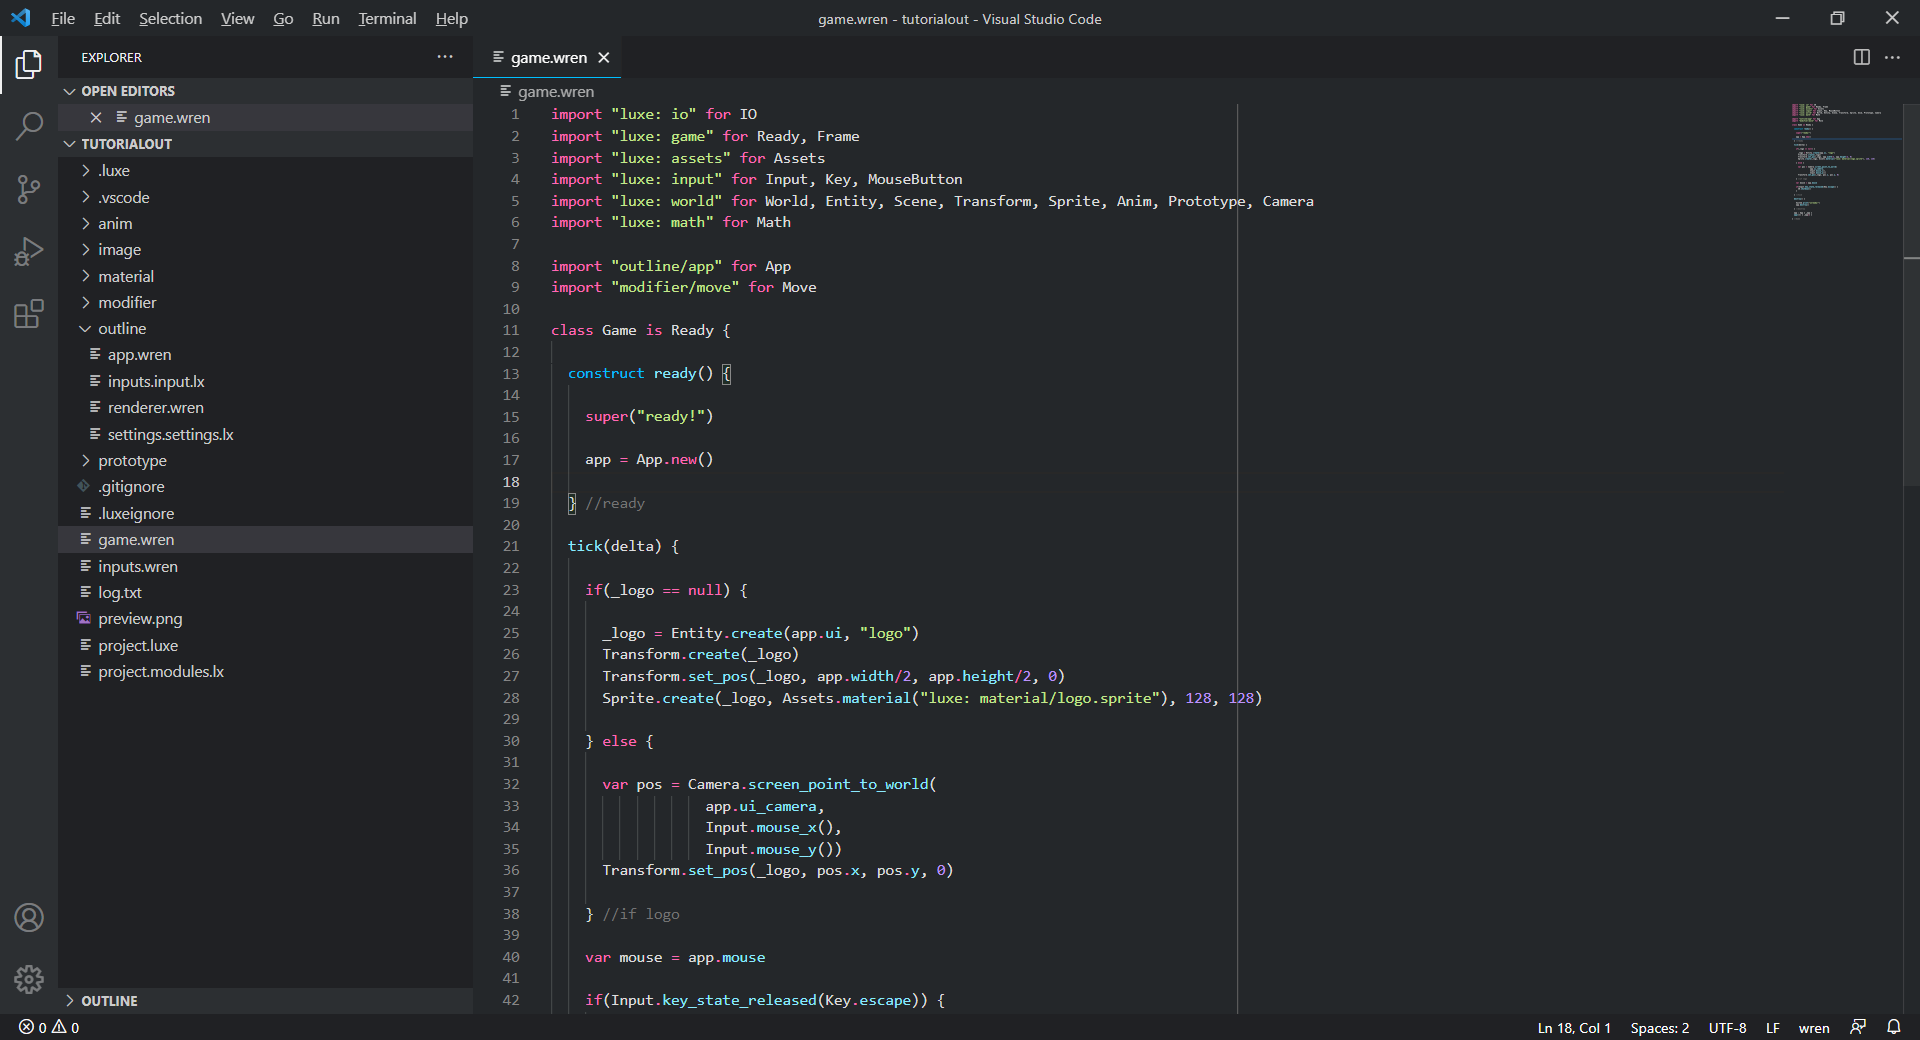 File Edit Selection View Go Run Terminal Help
game.wren - tutorialout - Visual Studio Code
EXPLORER
OPEN EDITORS
game.wren
TUTORIALOUT
.luxe
.vscode
anim
image
material
modifier
outline
app.wren
inputs.input.lx
renderer.wren
settings.settings.lx
prototype
.gitignore
.luxeignore
game.wren
inputs.wren
log.txt
preview.png
project.luxe
project.modules.lx
OUTLINE
game.wren
game.wren
1 import "luxe: io" for IO
2 import "luxe: game" for Ready, Frame
3 import "luxe: assets" for Assets
4 import "luxe: input" for Input, Key, MouseButton
5 import "luxe: world" for World, Entity, Scene, Transform, Sprite, Anim, Prototype, Camera
6 import "luxe: math" for Math
7
8 import "outline/app" for App
9 import "modifier/move" for Move
10
11 class Game is Ready {
12
13 construct ready() {
14
15 super("ready!")
16
17 app = App.new()
18
19 } //ready
20
21 tick(delta) {
22
23 if(_logo == null) {
24
25 _logo = Entity.create(app.ui, "logo")
26 Transform.create(_logo)
27 Transform.set_pos(_logo, app.width/2, app.height/2, 0)
28 Sprite.create(_logo, Assets.material("luxe: material/logo.sprite"), 128, 128)
29
30 } else {
31
32 var pos = Camera.screen_point_to_world(
33 app.ui_camera,
34 Input.mouse_x(),
35 Input.mouse_y())
36 Transform.set_pos(_logo, pos.x, pos.y, 0)
37
38 } //if logo
39
40 var mouse = app.mouse
41
42 if(Input.key_state_released(Key.escape)) {
0 0
Ln 18, Col 1 Spaces: 2 UTF-8 LF wren